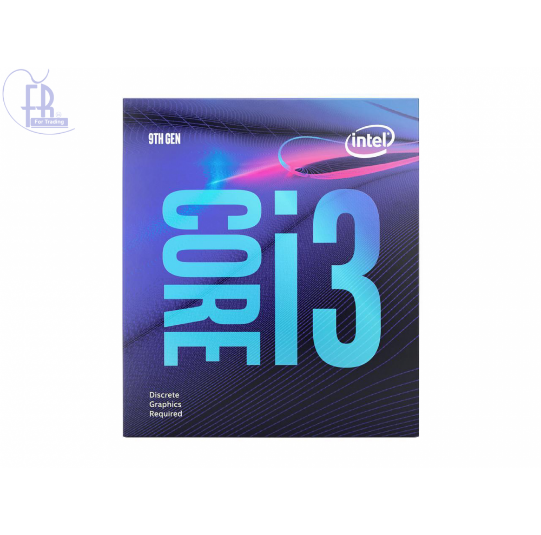 FR
For Trading
9TH GEN
intel
CORE i3
Discrete
Graphics
Required